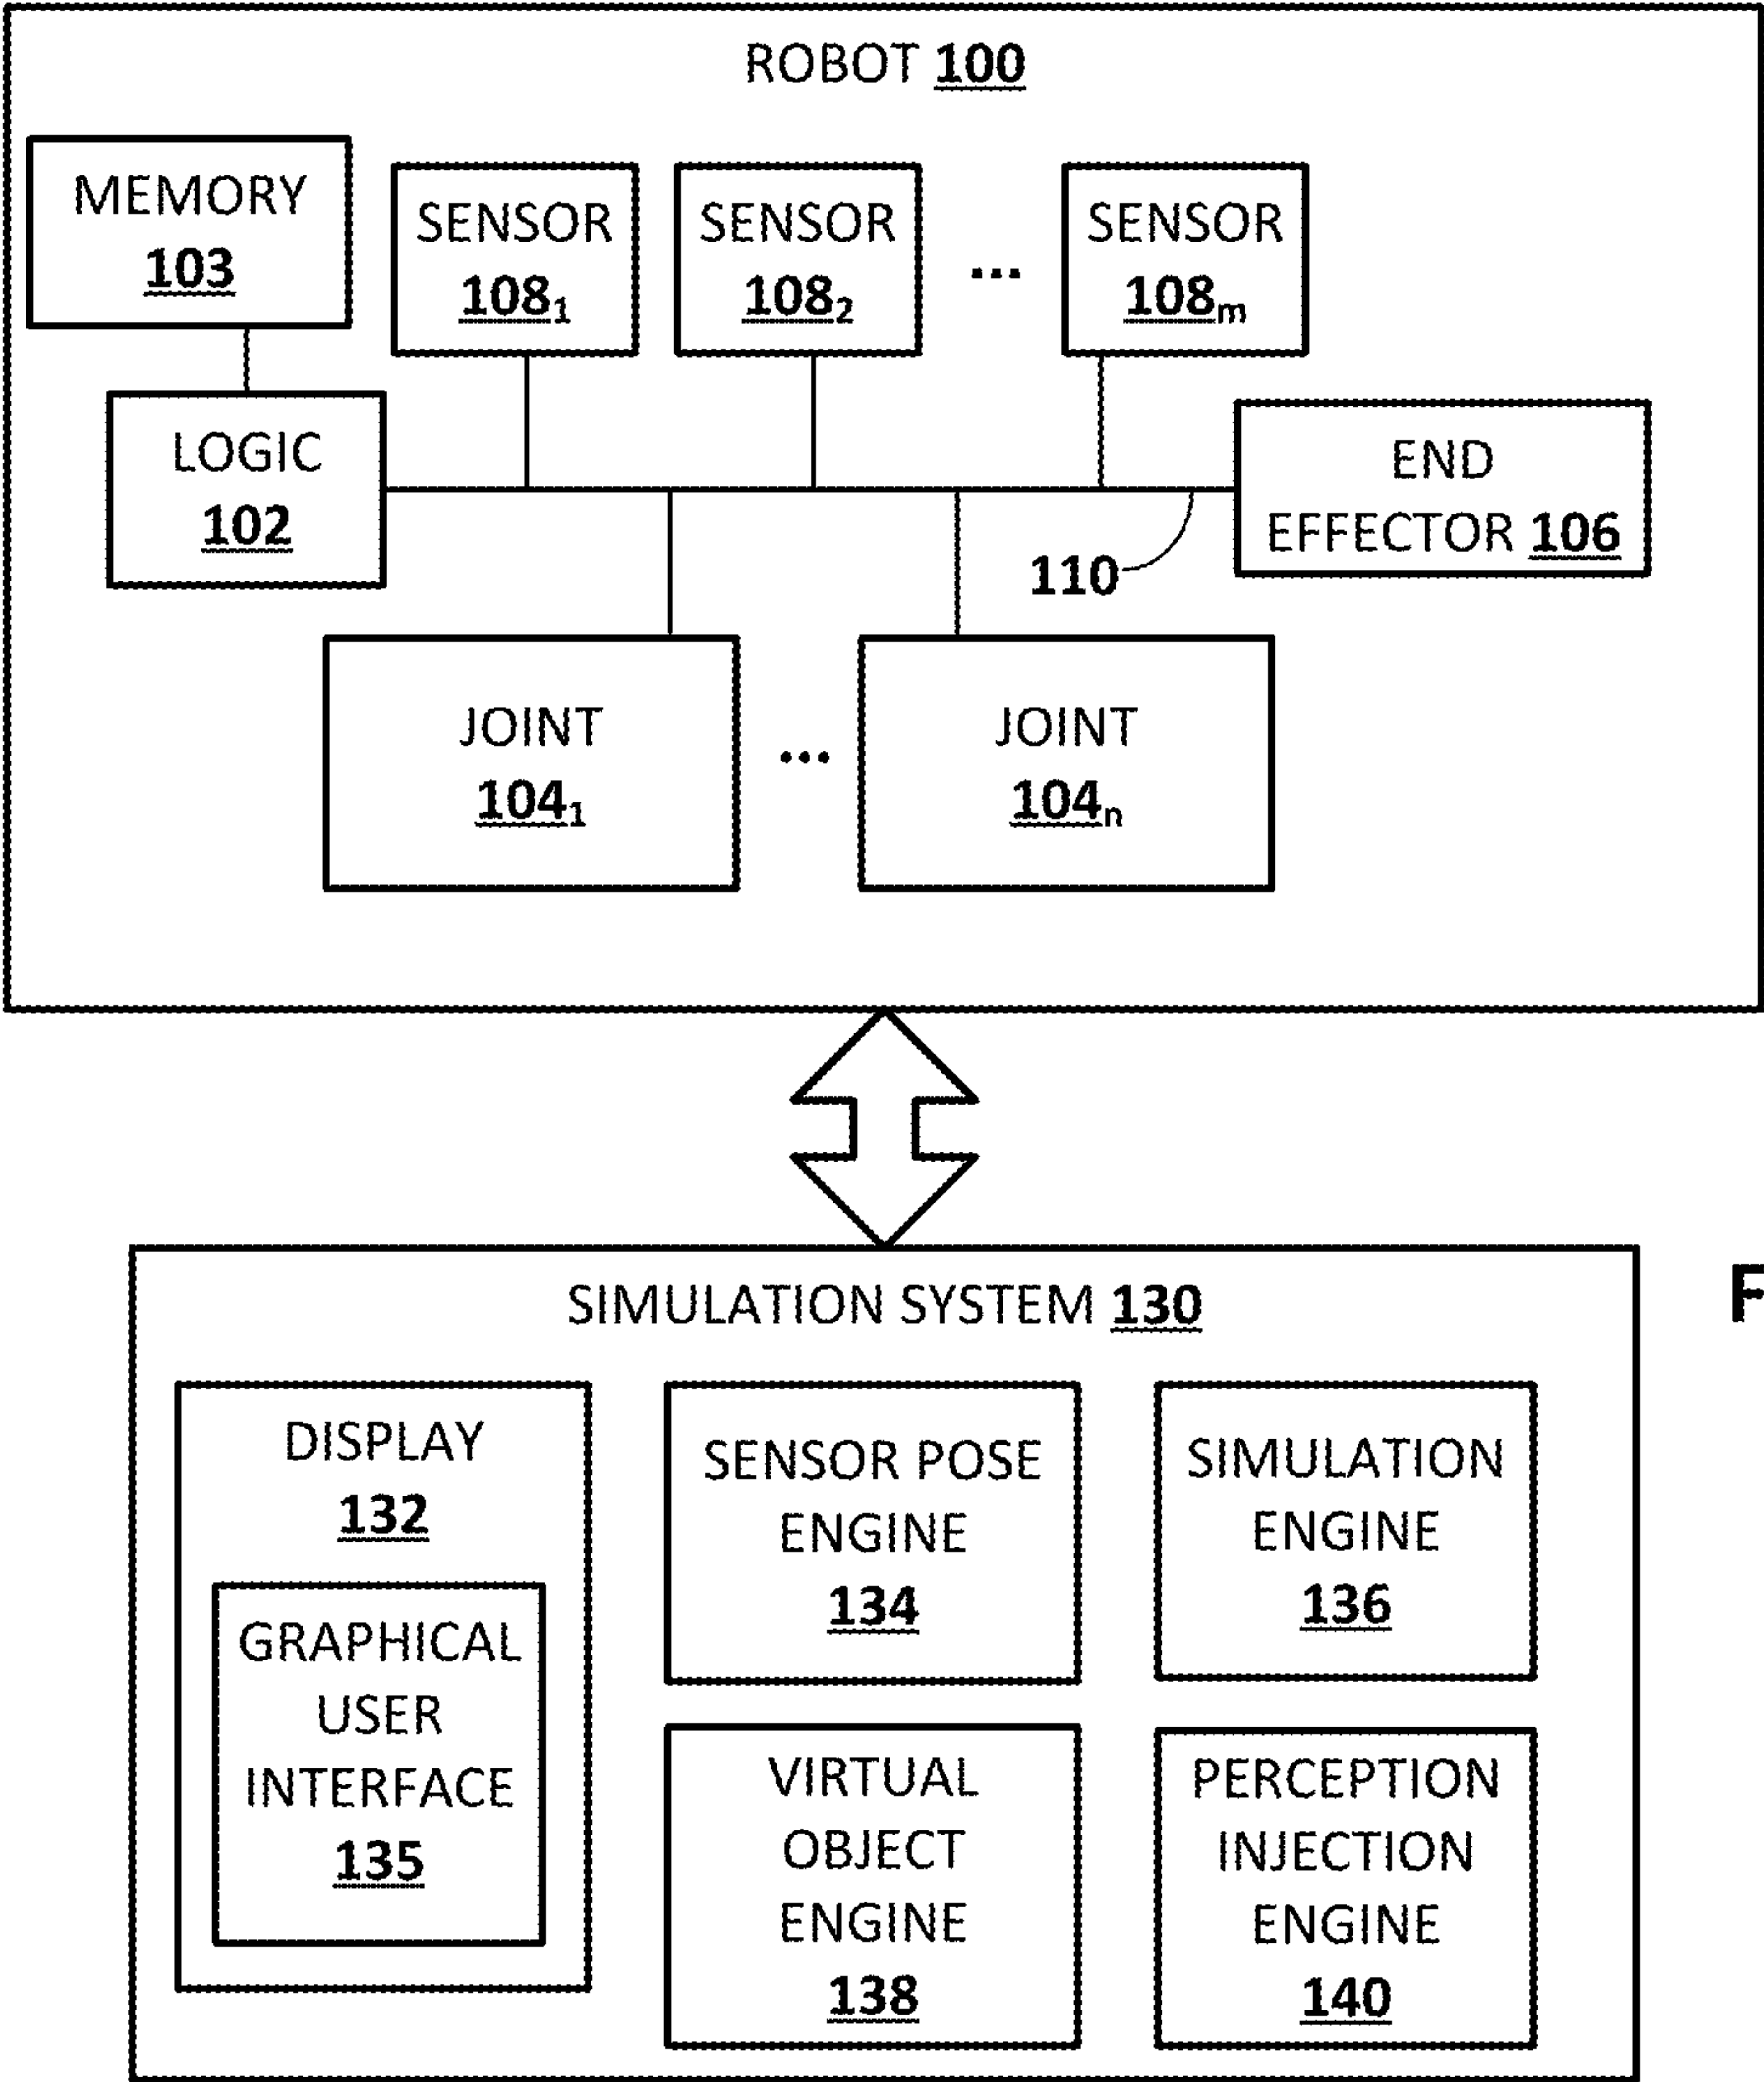 ROBOT 100
MEMORY
103
SENSOR
108₁
SENSOR
108₂
...
SENSOR
108ₘ
LOGIC
102
END
EFFECTOR 106
110
JOINT
104₁
...
JOINT
104ₙ
SIMULATION SYSTEM 130
F
DISPLAY
132
GRAPHICAL
USER
INTERFACE
135
SENSOR POSE
ENGINE
134
SIMULATION
ENGINE
136
VIRTUAL
OBJECT
ENGINE
138
PERCEPTION
INJECTION
ENGINE
140